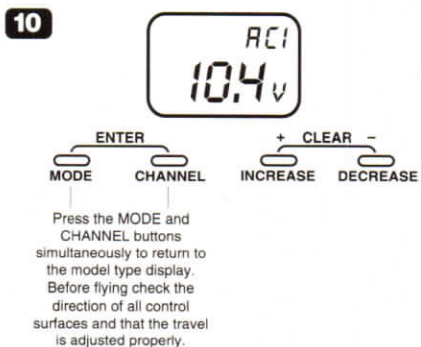 10
AC1
10.4v
ENTER
+ CLEAR -
MODE CHANNEL INCREASE DECREASE
Press the MODE and
CHANNEL buttons
simultaneously to return to
the model type display.
Before flying check the
direction of all control
surfaces and that the travel
is adjusted properly.